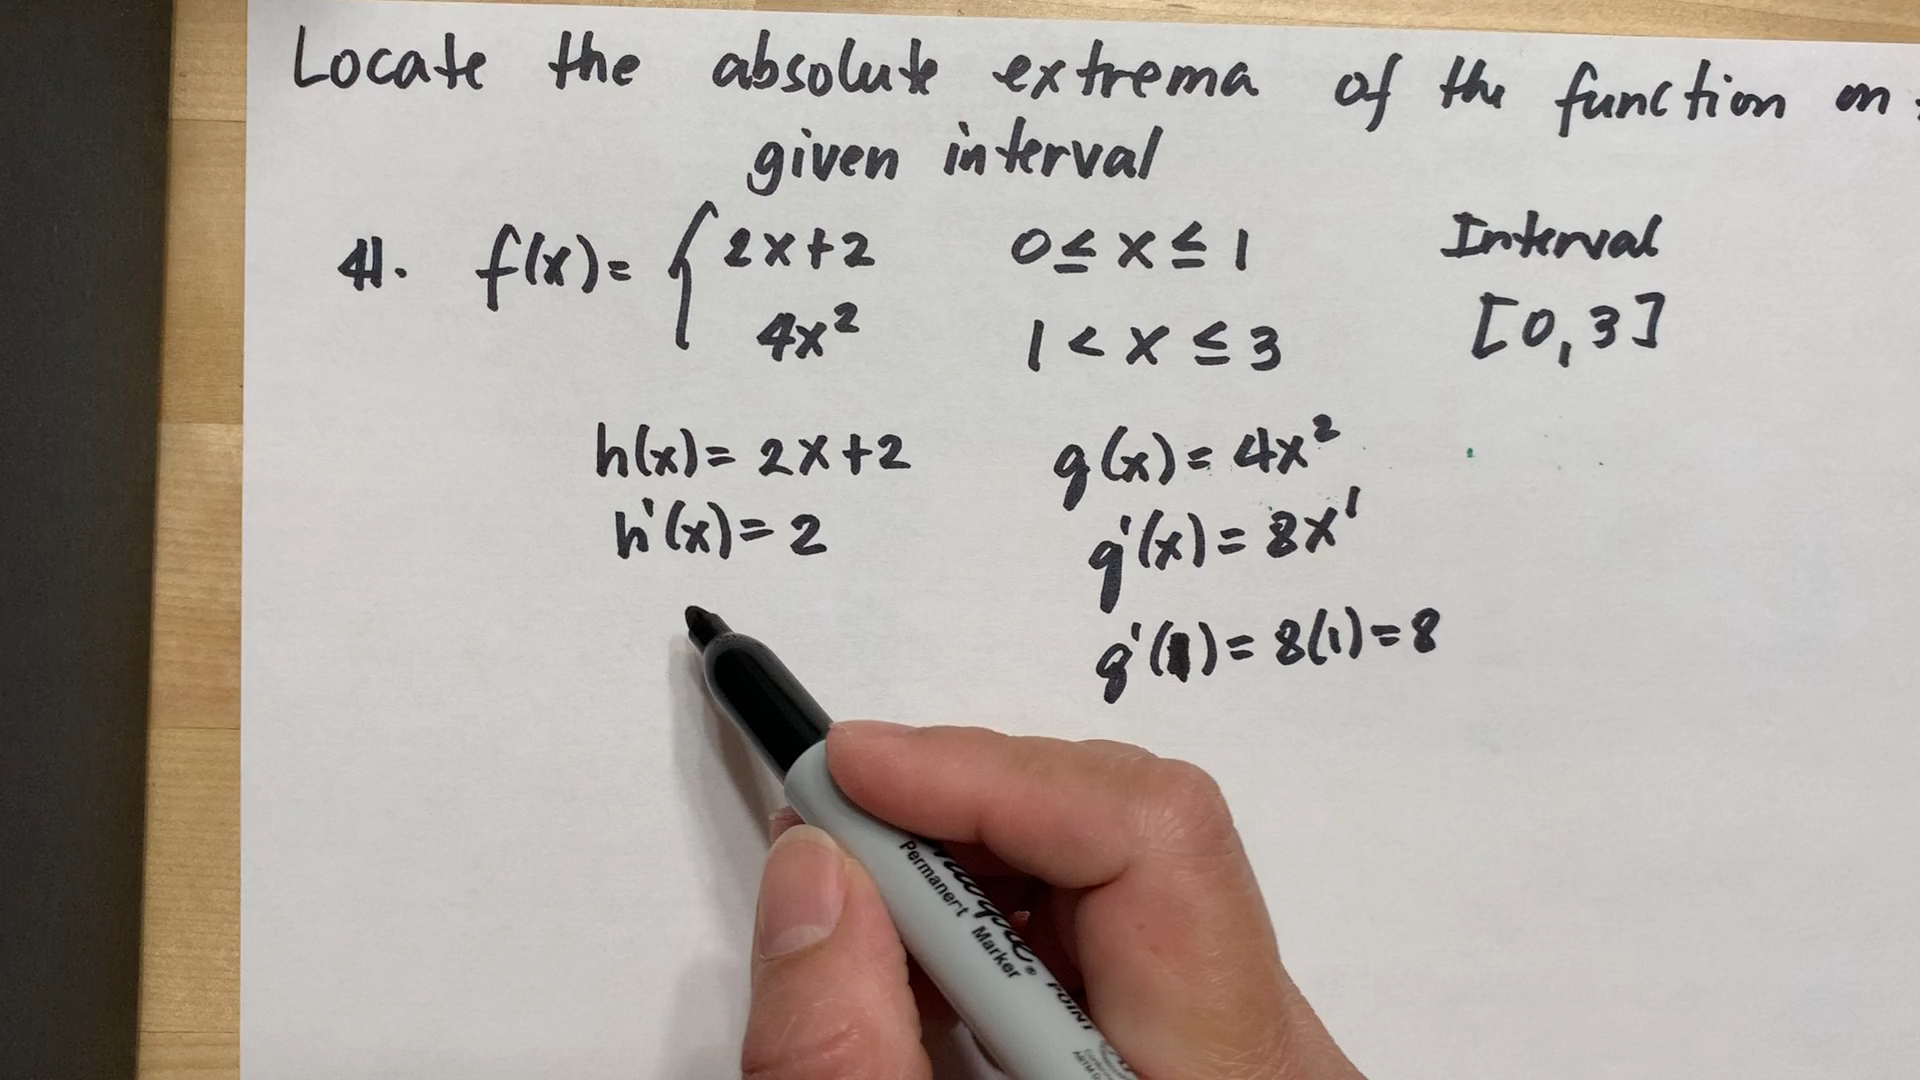 Locate the absolute extrema of the function on
given interval
41. f(x)= { 2x+2 0≤ x ≤ 1 Interval
4x² 1 < x ≤ 3 [0,3]
h(x)= 2x+2 g(x)= 4x²
h'(x)= 2 g'(x)= 8x¹
g'(1)= 8(1)=8
Permanent Marker
POINT